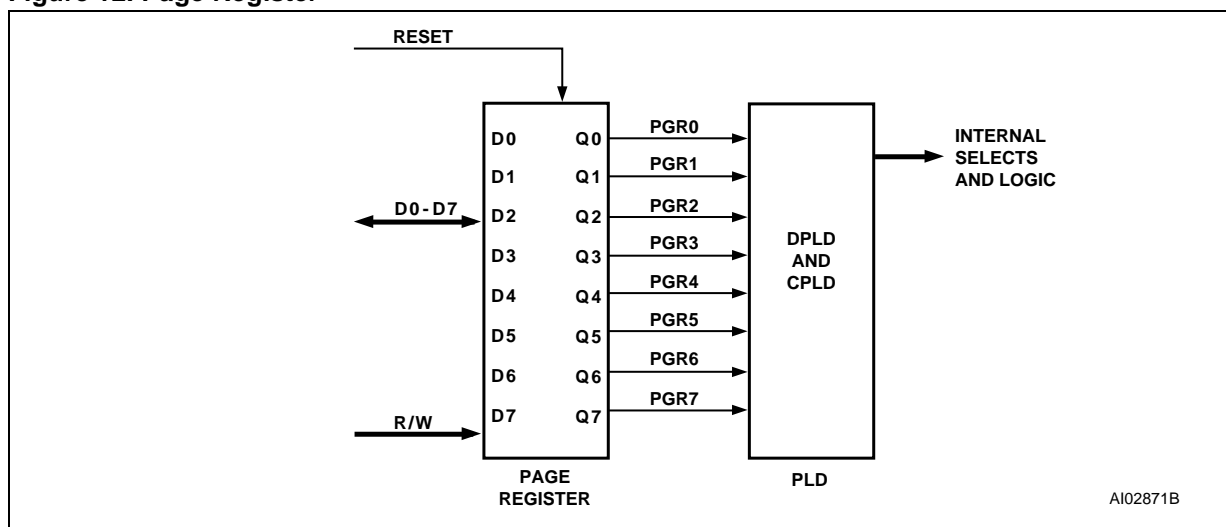 Figure 12. Page Register
RESET
D0 Q0 PGR0
D1 Q1 PGR1
D0-D7 D2 Q2 PGR2
D3 Q3 PGR3
D4 Q4 PGR4
D5 Q5 PGR5
D6 Q6 PGR6
R/W D7 Q7 PGR7
PAGE
REGISTER
DPLD
AND
CPLD
PLD
INTERNAL
SELECTS
AND LOGIC
AI02871B